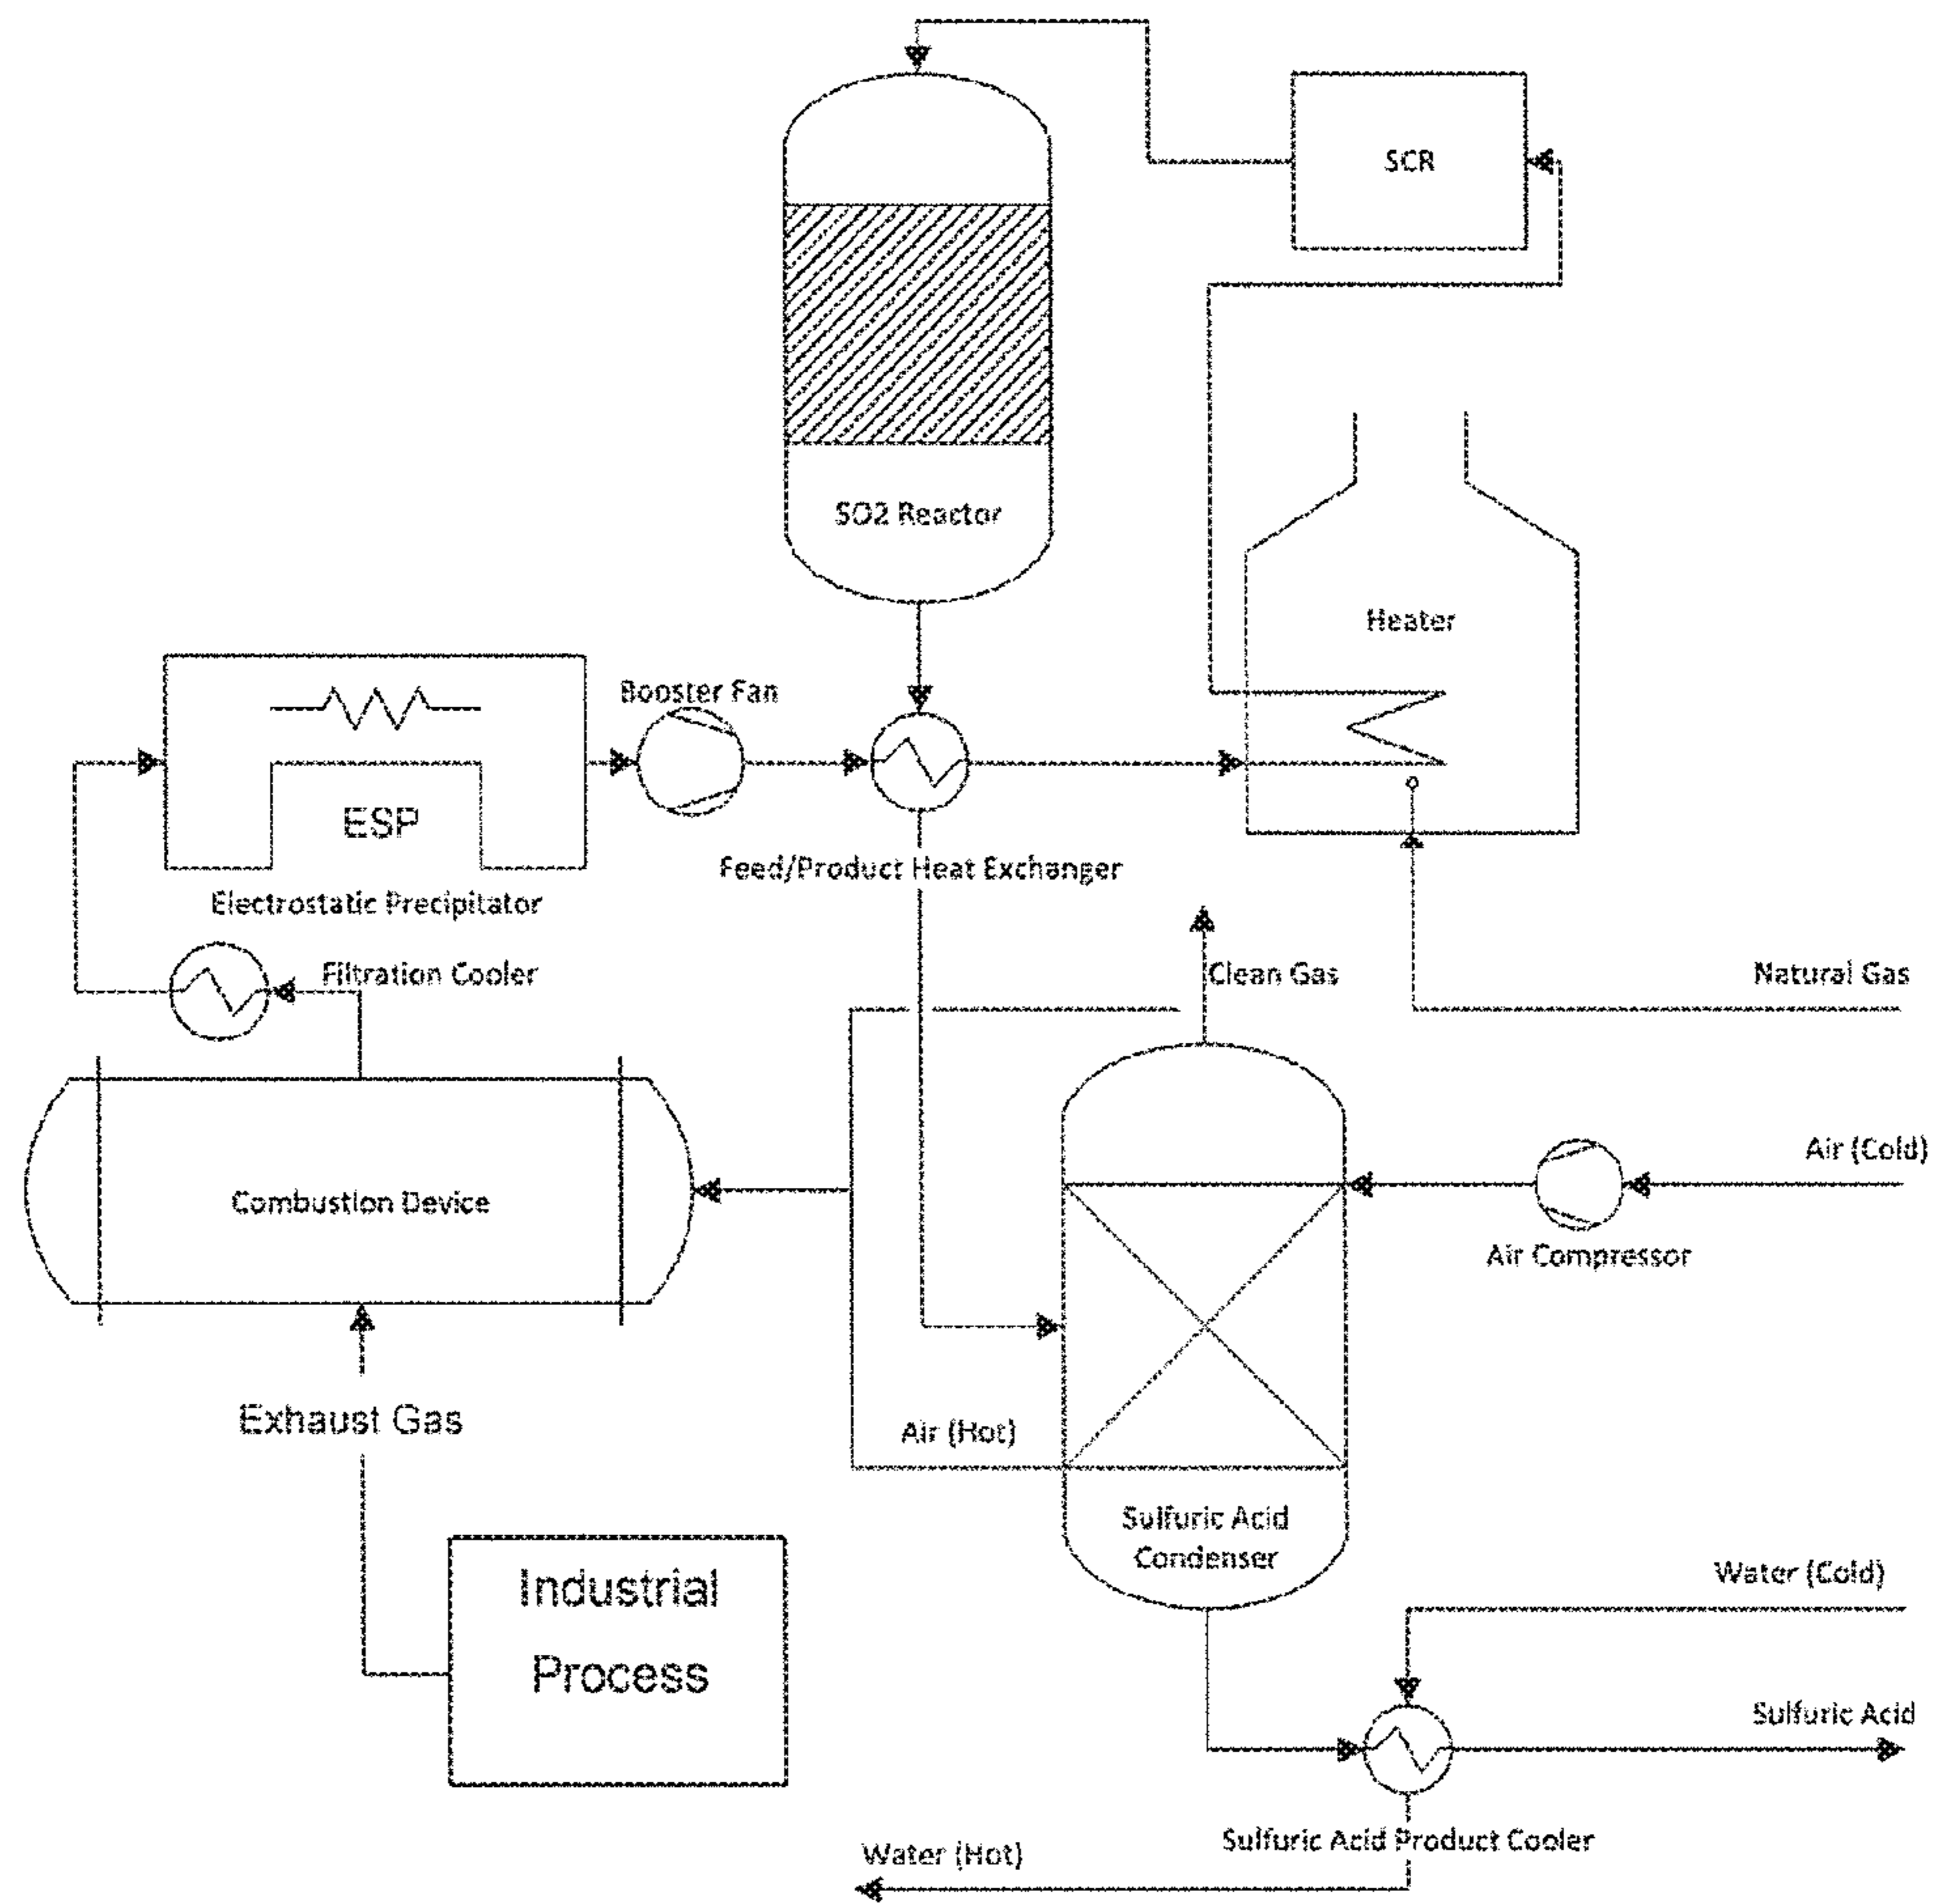 SCR
SO2 Reactor
Heater
Booster Fan
ESP
Feed/Product Heat Exchanger
Electrostatic Precipitator
Filtration Cooler
Clean Gas
Natural Gas
Air (Cold)
Combustion Device
Air Compressor
Exhaust Gas
Air (Hot)
Sulfuric Acid
Condenser
Industrial
Process
Water (Cold)
Sulfuric Acid
Sulfuric Acid Product Cooler
Water (Hot)